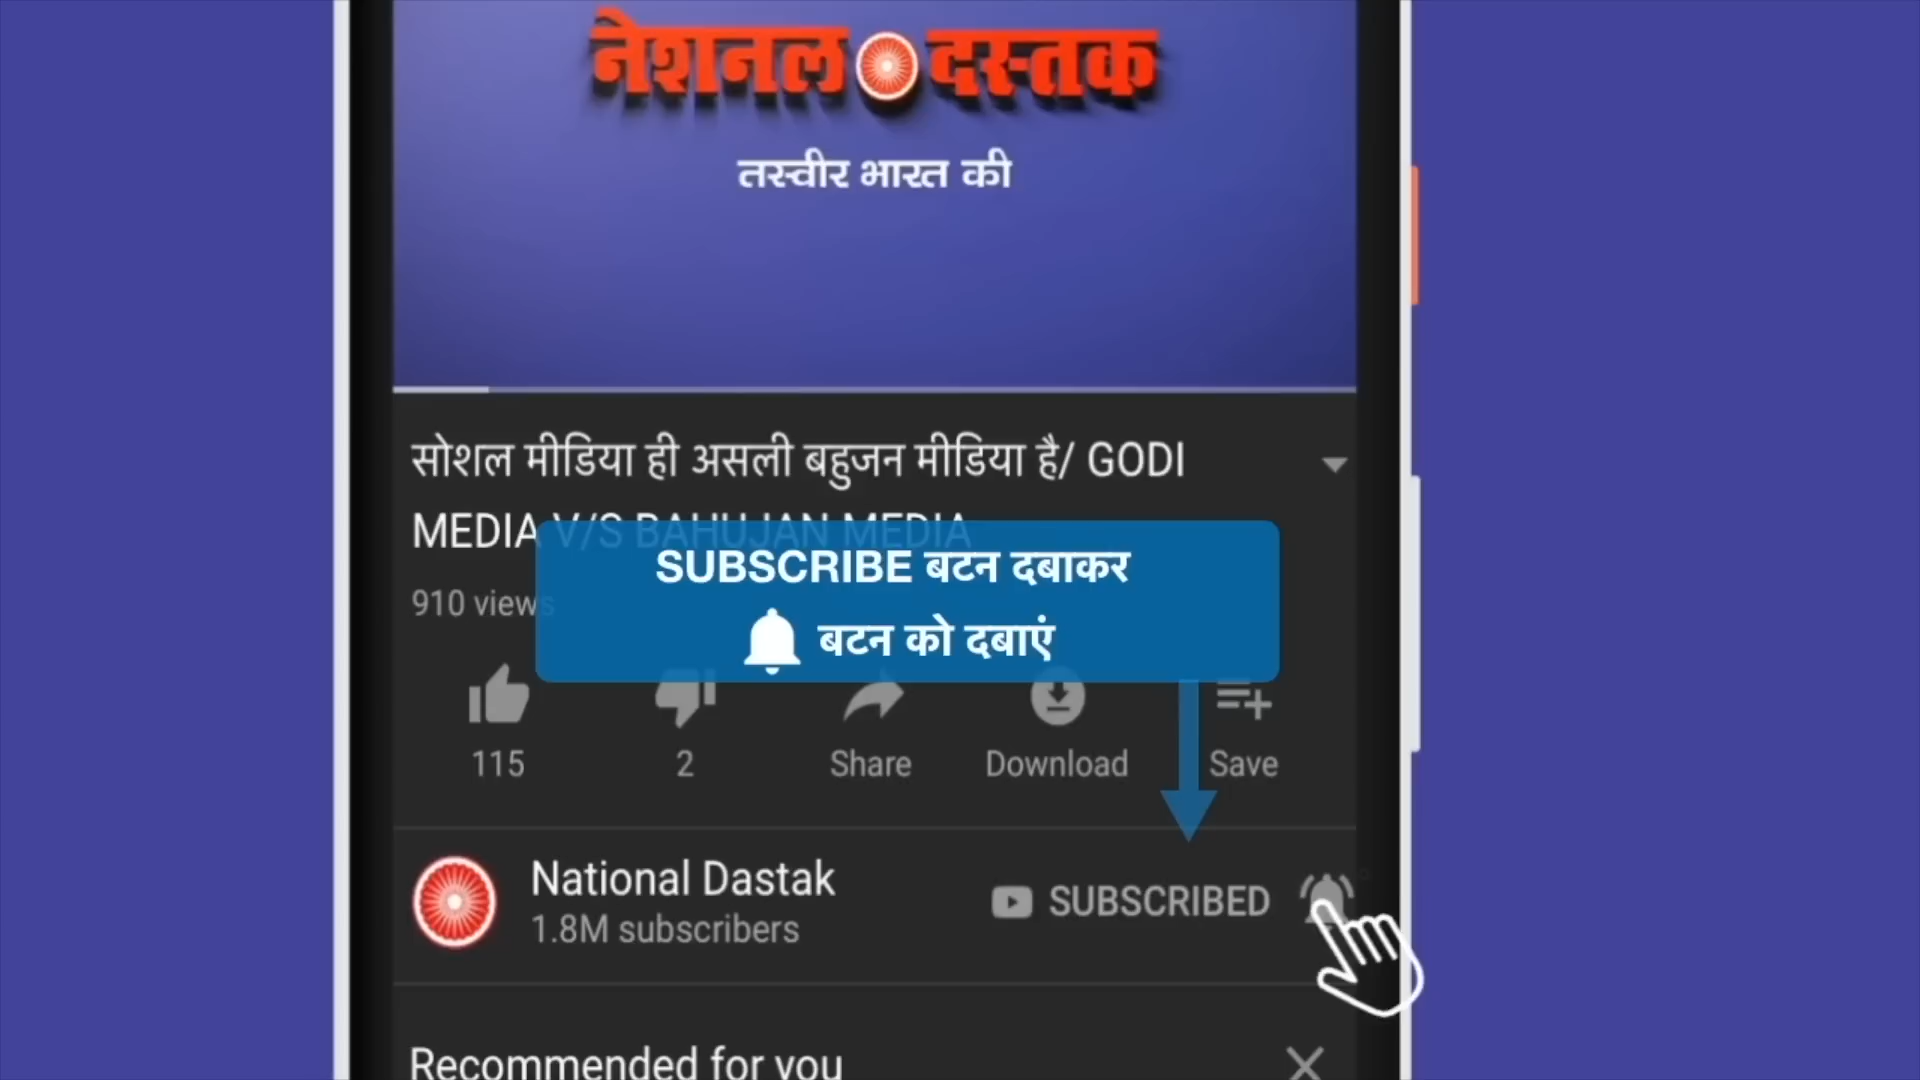 नेशनल दस्तक
तस्वीर भारत की
सोशल मीडिया ही असली बहुजन मीडिया है/ GODI
MEDIA V/S BAHUJAN MEDIA
910 views
SUBSCRIBE बटन दबाकर
बटन को दबाएं
115
2
Share
Download
Save
National Dastak
1.8M subscribers
SUBSCRIBED
Recommended for you